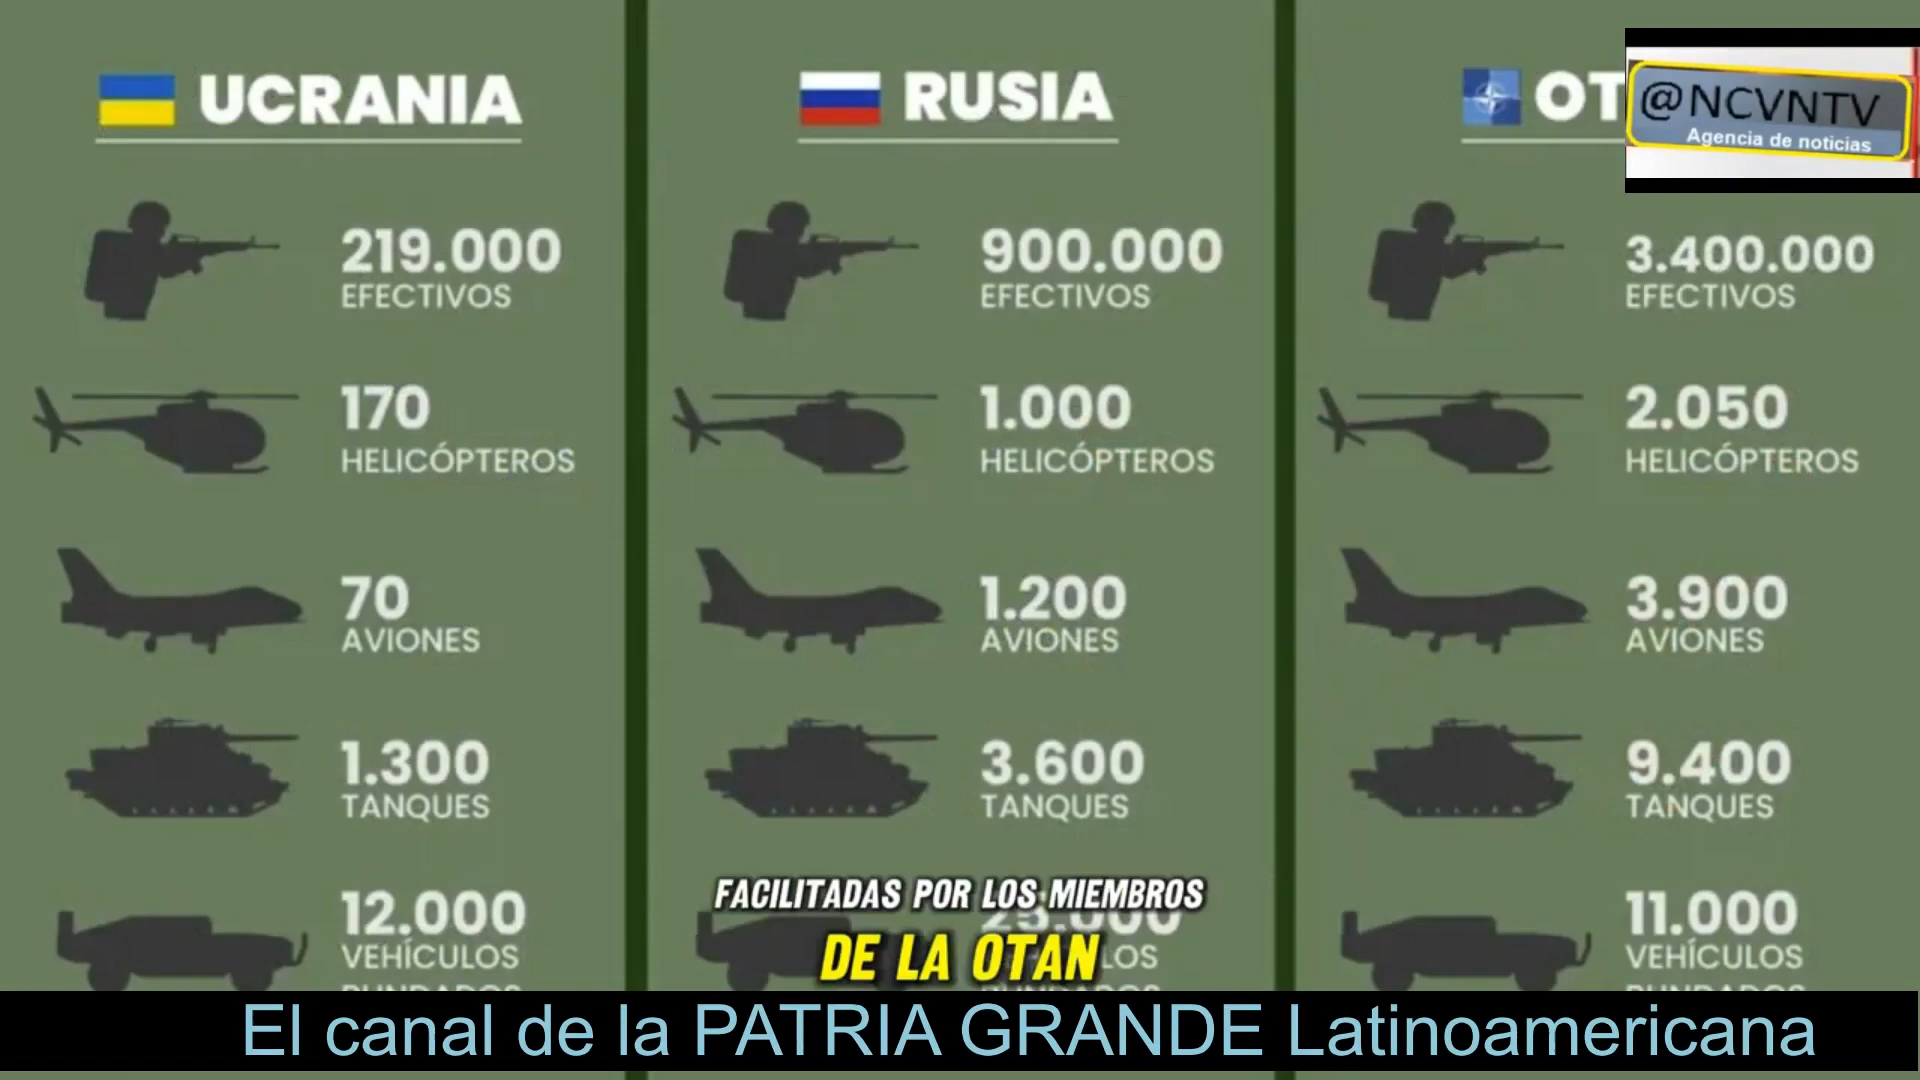 UCRANIA
219.000
EFECTIVOS
170
HELICÓPTEROS
70
AVIONES
1.300
TANQUES
12.000
VEHÍCULOS
RUSIA
900.000
EFECTIVOS
1.000
HELICÓPTEROS
1.200
AVIONES
3.600
TANQUES
25.000
LOS
OT
3.400.000
EFECTIVOS
2.050
HELICÓPTEROS
3.900
AVIONES
9.400
TANQUES
11.000
VEHÍCULOS
@NCVNTV
Agencia de noticias
FACILITADAS POR LOS MIEMBROS
DE LA OTAN
El canal de la PATRIA GRANDE Latinoamericana